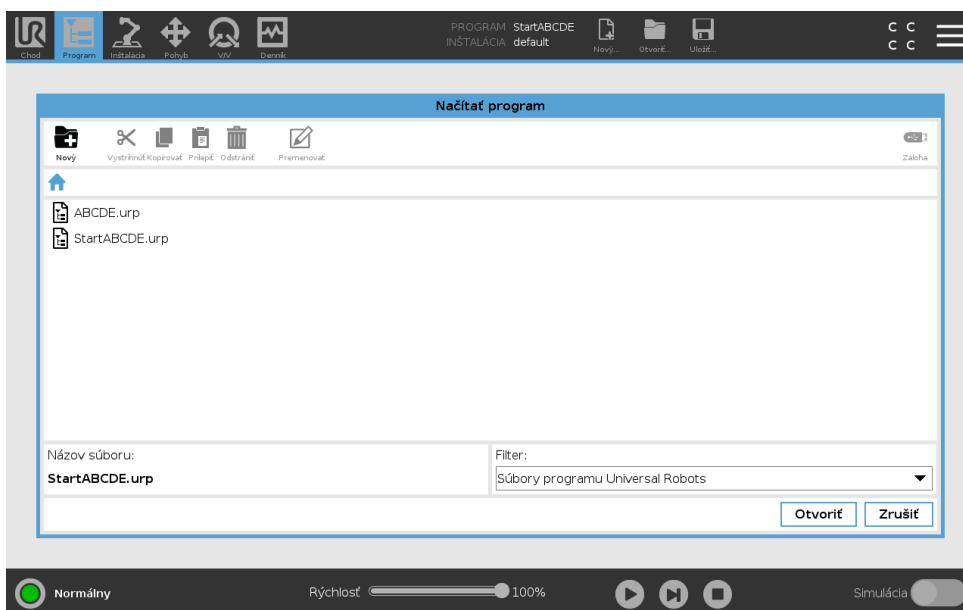 UR
PROGRAM StartABCDE
INŠTALÁCIA default
Chod Program Inštalácia Pohyb V/V Denník Nový... Otvoriť... Uložiť...
C C
C C
Načítať program
Nový Vystrihnúť Kopírovať Prilepiť Odstrániť Premenovať Záloha
ABCDE.urp
StartABCDE.urp
Názov súboru: Filter:
StartABCDE.urp Súbory programu Universal Robots
Otvoriť Zrušiť
Normálny Rýchlosť 100% Simulácia